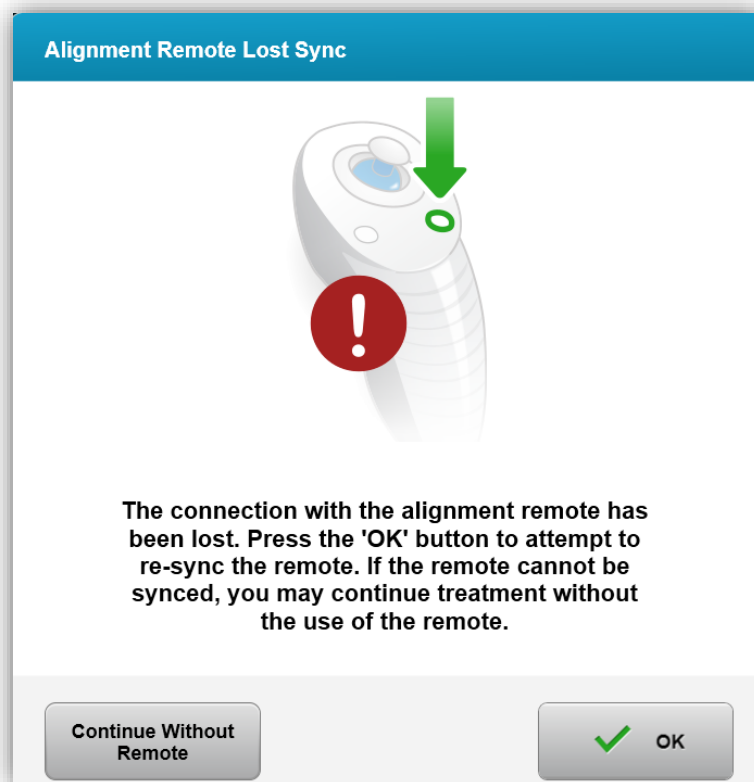 Alignment Remote Lost Sync
The connection with the alignment remote has
been lost. Press the 'OK' button to attempt to
re-sync the remote. If the remote cannot be
synced, you may continue treatment without
the use of the remote.
Continue Without
Remote
OK